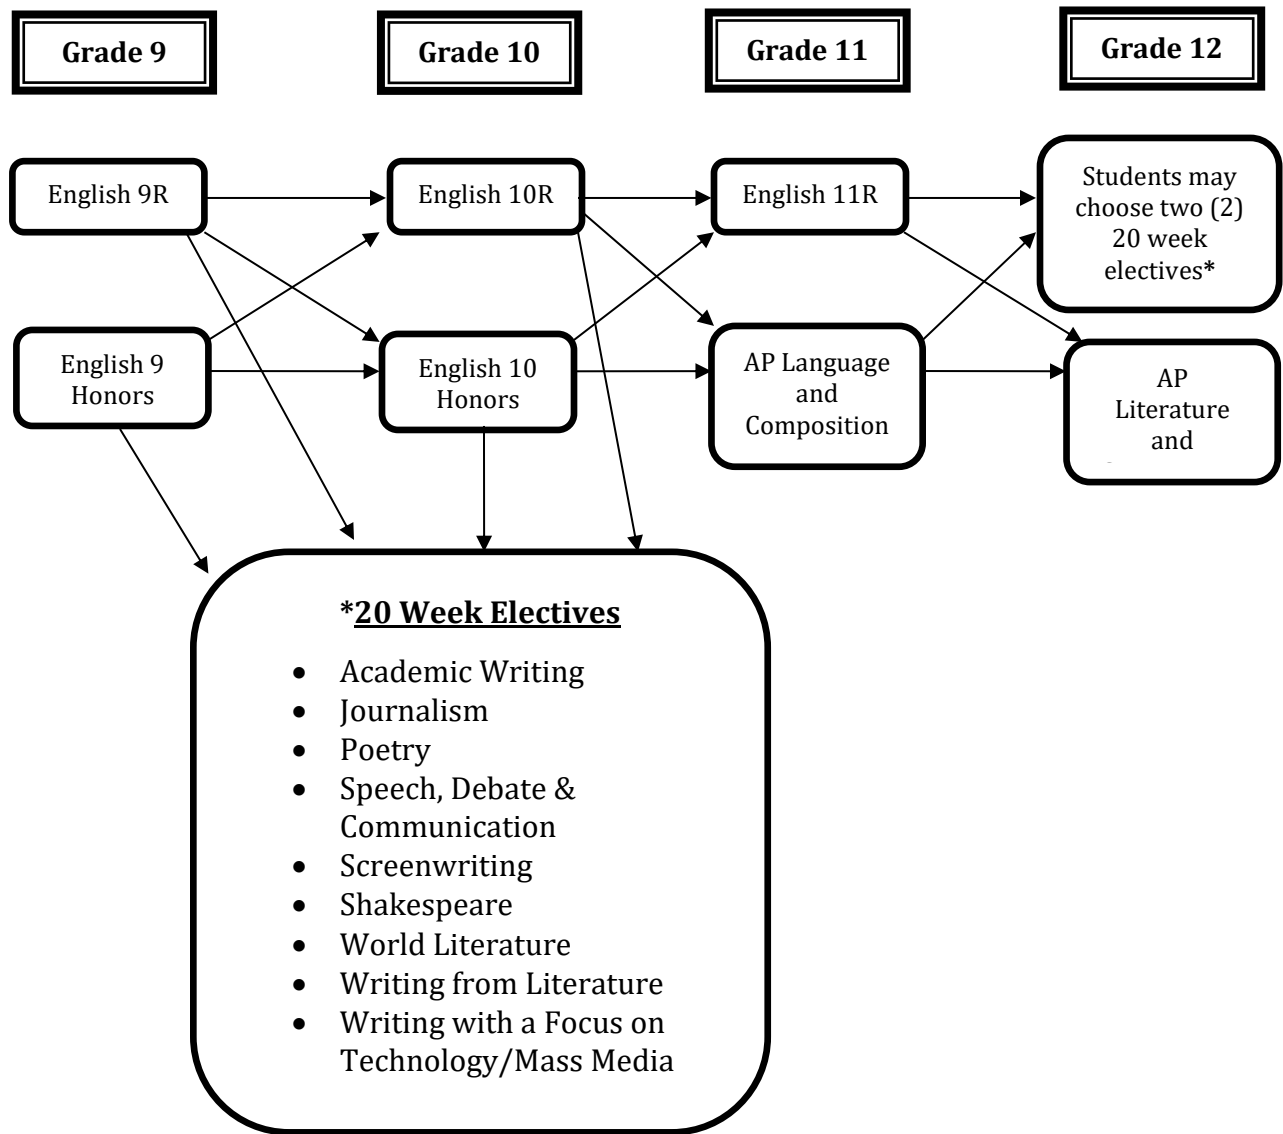 Grade 9
Grade 10
Grade 11
Grade 12
English 9R
English 10R
English 11R
Students may
choose two (2)
20 week
electives*
English 9
Honors
English 10
Honors
AP Language
and
Composition
AP
Literature
and
*20 Week Electives
• Academic Writing
• Journalism
• Poetry
• Speech, Debate &
Communication
• Screenwriting
• Shakespeare
• World Literature
• Writing from Literature
• Writing with a Focus on
Technology/Mass Media